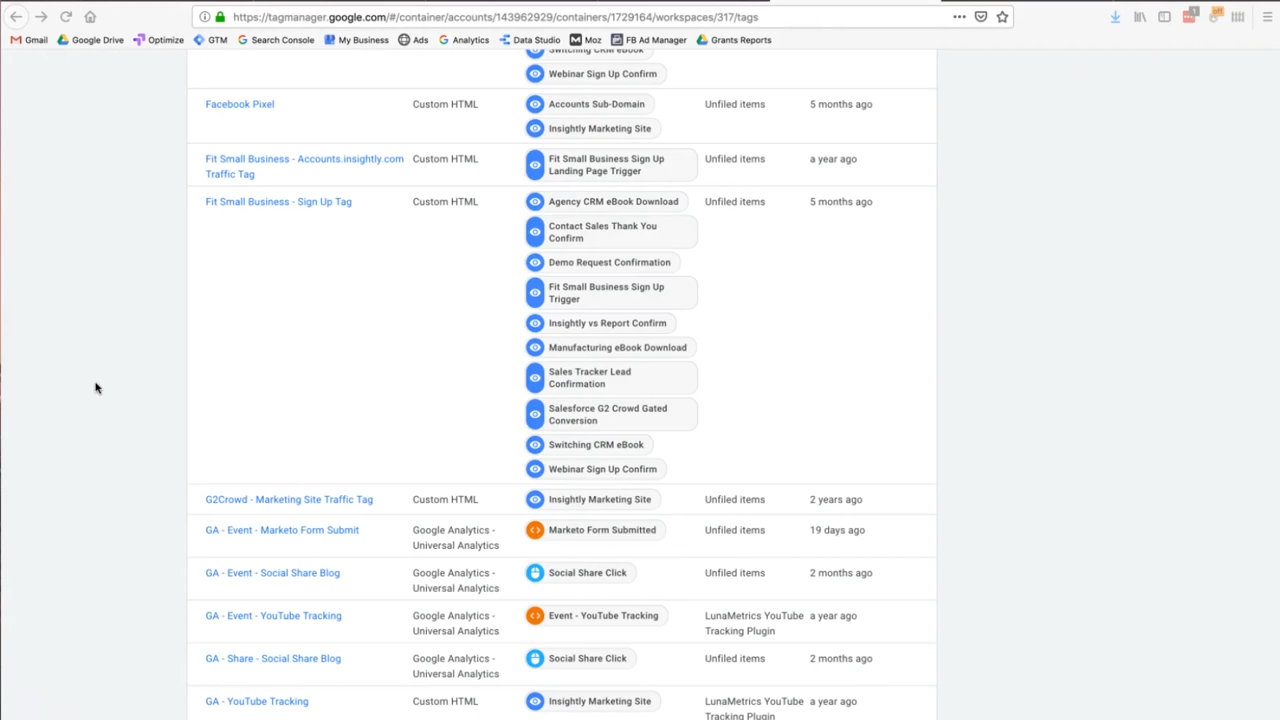 https://tagmanager.google.com/#/container/accounts/143962929/containers/1729164/workspaces/317/tags
Gmail Google Drive Optimize GTM Search Console My Business Ads Analytics Data Studio Moz FB Ad Manager Grants Reports
Switching CRM eBook
Webinar Sign Up Confirm
Facebook Pixel Custom HTML Accounts Sub-Domain Unfiled items 5 months ago
Insightly Marketing Site
Fit Small Business - Accounts.insightly.com Custom HTML Fit Small Business Sign Up Unfiled items a year ago
Traffic Tag Landing Page Trigger
Fit Small Business - Sign Up Tag Custom HTML Agency CRM eBook Download Unfiled items 5 months ago
Contact Sales Thank You
Confirm
Demo Request Confirmation
Fit Small Business Sign Up
Trigger
Insightly vs Report Confirm
Manufacturing eBook Download
Sales Tracker Lead
Confirmation
Salesforce G2 Crowd Gated
Conversion
Switching CRM eBook
Webinar Sign Up Confirm
G2Crowd - Marketing Site Traffic Tag Custom HTML Insightly Marketing Site Unfiled items 2 years ago
GA - Event - Marketo Form Submit Google Analytics - Marketo Form Submitted Unfiled items 19 days ago
Universal Analytics
GA - Event - Social Share Blog Google Analytics - Social Share Click Unfiled items 2 months ago
Universal Analytics
GA - Event - YouTube Tracking Google Analytics - Event - YouTube Tracking LunaMetrics YouTube a year ago
Universal Analytics Tracking Plugin
GA - Share - Social Share Blog Google Analytics - Social Share Click Unfiled items 2 months ago
Universal Analytics
GA - YouTube Tracking Custom HTML Insightly Marketing Site LunaMetrics YouTube a year ago
Tracking Plugin